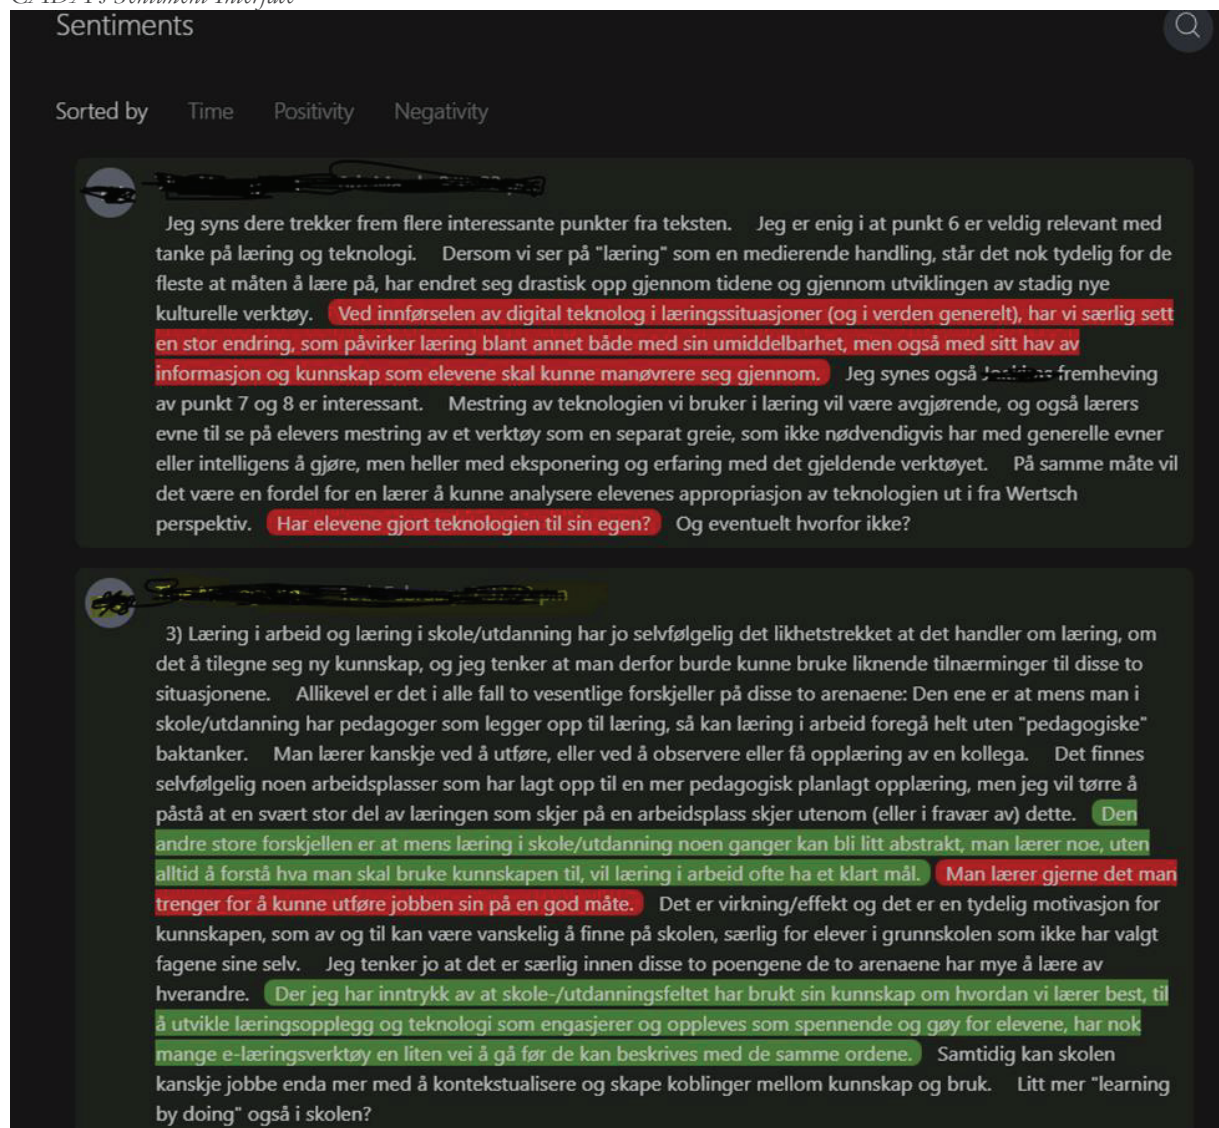 Sentiments
Sorted by Time Positivity Negativity
Jeg syns dere trekker frem flere interessante punkter fra teksten. Jeg er enig i at punkt 6 er veldig relevant med
tanke på læring og teknologi. Dersom vi ser på "læring" som en medierende handling, står det nok tydelig for de
fleste at måten å lære på, har endret seg drastisk opp gjennom tidene og gjennom utviklingen av stadig nye
kulturelle verktøy. Ved innførselen av digital teknolog i læringssituasjoner (og i verden generelt), har vi særlig sett
en stor endring, som påvirker læring blant annet både med sin umiddelbarhet, men også med sitt hav av
informasjon og kunnskap som elevene skal kunne manøvrere seg gjennom. Jeg synes også fremheving
av punkt 7 og 8 er interessant. Mestring av teknologien vi bruker i læring vil være avgjørende, og også lærers
evne til se på elevers mestring av et verktøy som en separat greie, som ikke nødvendigvis har med generelle evner
eller intelligens å gjøre, men heller med eksponering og erfaring med det gjeldende verktøyet. På samme måte vil
det være en fordel for en lærer å kunne analysere elevenes appropriasjon av teknologien ut i fra Wertsch
perspektiv. Har elevene gjort teknologien til sin egen? Og eventuelt hvorfor ikke?
pm
3) Læring i arbeid og læring i skole/utdanning har jo selvfølgelig det likhetstrekket at det handler om læring, om
det å tilegne seg ny kunnskap, og jeg tenker at man derfor burde kunne bruke liknende tilnærminger til disse to
situasjonene. Allikevel er det i alle fall to vesentlige forskjeller på disse to arenaene: Den ene er at mens man i
skole/utdanning har pedagoger som legger opp til læring, så kan læring i arbeid foregå helt uten "pedagogiske"
baktanker. Man lærer kanskje ved å utføre, eller ved å observere eller få opplæring av en kollega. Det finnes
selvfølgelig noen arbeidsplasser som har lagt opp til en mer pedagogisk planlagt opplæring, men jeg vil tørre å
påstå at en svært stor del av læringen som skjer på en arbeidsplass skjer utenom (eller i fravær av) dette. Den
andre store forskjellen er at mens læring i skole/utdanning noen ganger kan bli litt abstrakt, man lærer noe, uten
alltid å forstå hva man skal bruke kunnskapen til, vil læring i arbeid ofte ha et klart mål. Man lærer gjerne det man
trenger for å kunne utføre jobben sin på en god måte. Det er virkning/effekt og det er en tydelig motivasjon for
kunnskapen, som av og til kan være vanskelig å finne på skolen, særlig for elever i grunnskolen som ikke har valgt
fagene sine selv. Jeg tenker jo at det er særlig innen disse to poengene de to arenaene har mye å lære av
hverandre. Der jeg har inntrykk av at skole-/utdanningsfeltet har brukt sin kunnskap om hvordan vi lærer best, til
å utvikle læringsopplegg og teknologi som engasjerer og oppleves som spennende og gøy for elevene, har nok
mange e-læringsverktøy en liten vei å gå før de kan beskrives med de samme ordene. Samtidig kan skolen
kanskje jobbe enda mer med å kontekstualisere og skape koblinger mellom kunnskap og bruk. Litt mer "learning
by doing" også i skolen?